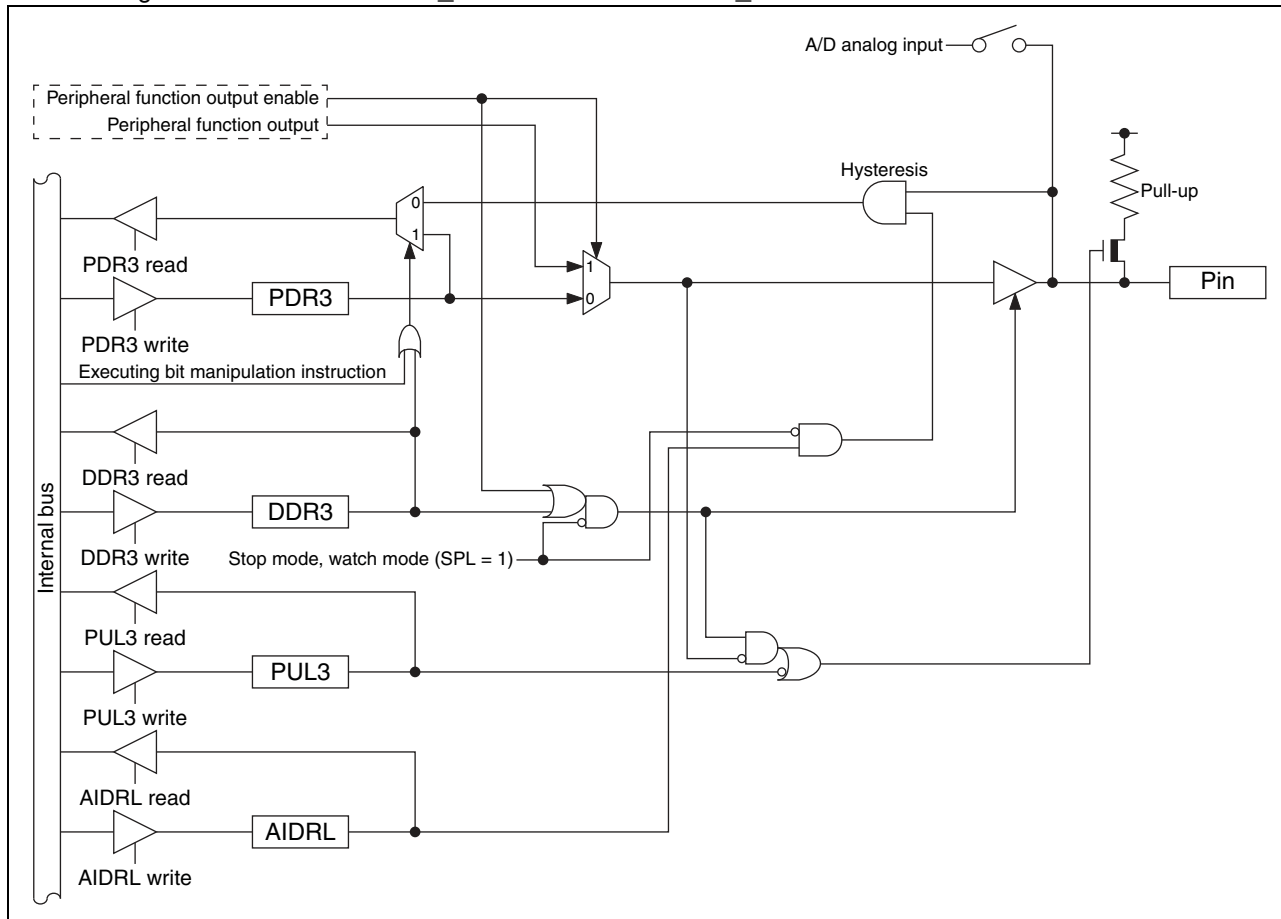 A/D analog input
Peripheral function output enable
Peripheral function output
Hysteresis
Pull-up
0
1
PDR3 read
1
PDR3
0
Pin
PDR3 write
Executing bit manipulation instruction
DDR3 read
DDR3
DDR3 write
Stop mode, watch mode (SPL = 1)
Internal bus
PUL3 read
PUL3
PUL3 write
AIDRL read
AIDRL
AIDRL write